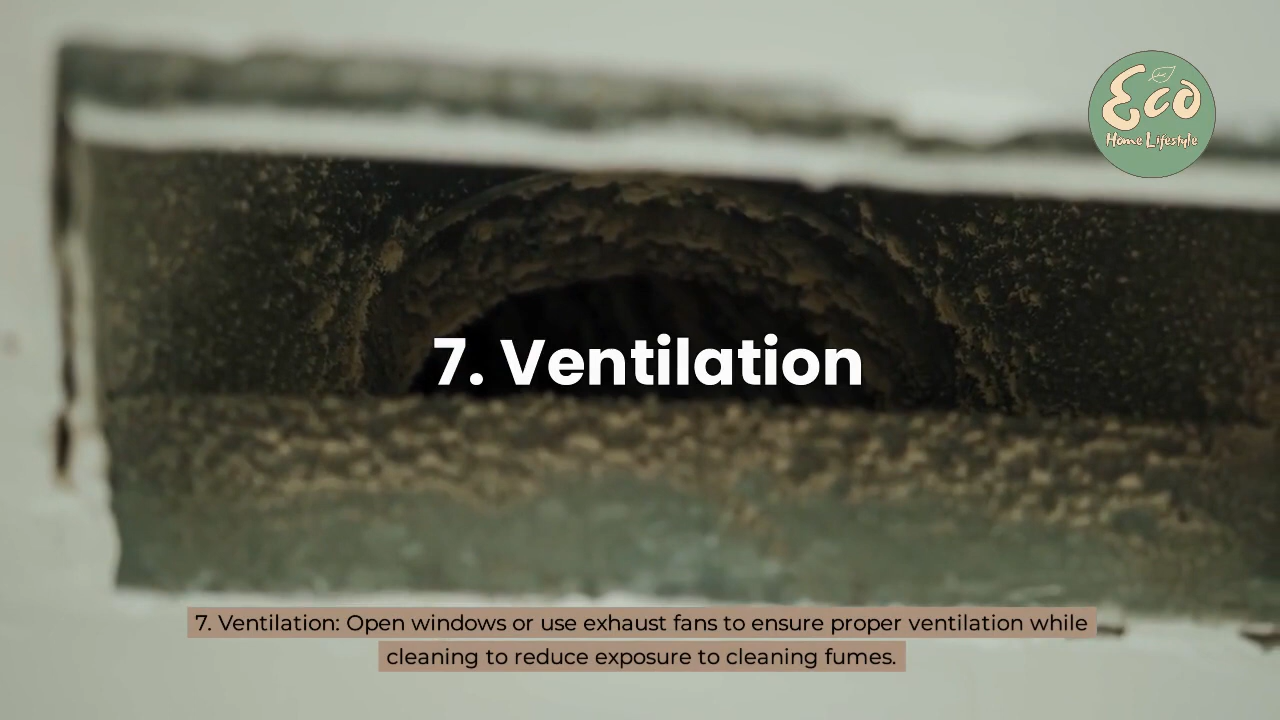 Eco
Home Lifestyle
7. Ventilation
7. Ventilation: Open windows or use exhaust fans to ensure proper ventilation while
cleaning to reduce exposure to cleaning fumes.